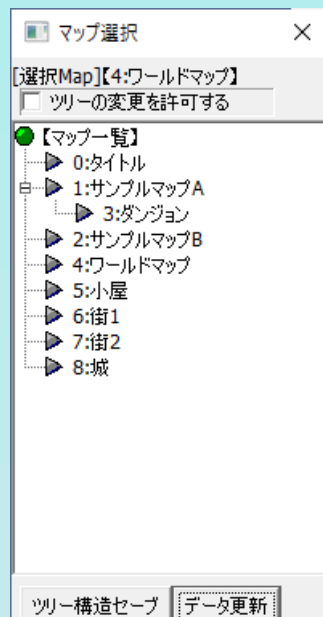 マップ選択
[選択Map]【4:ワールドマップ】
ツリーの変更を許可する
【マップ一覧】
0:タイトル
1:サンプルマップA
3:ダンジョン
2:サンプルマップB
4:ワールドマップ
5:小屋
6:街1
7:街2
8:城
ツリー構造セーブ データ更新